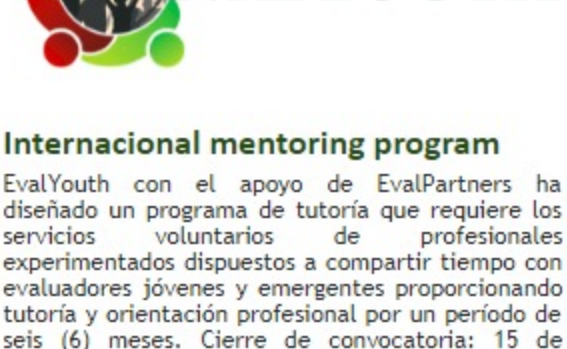 Internacional mentoring program
EvalYouth con el apoyo de EvalPartners ha
diseñado un programa de tutoría que requiere los
servicios voluntarios de profesionales
experimentados dispuestos a compartir tiempo con
evaluadores jóvenes y emergentes proporcionando
tutoría y orientación profesional por un período de
seis (6) meses. Cierre de convocatoria: 15 de